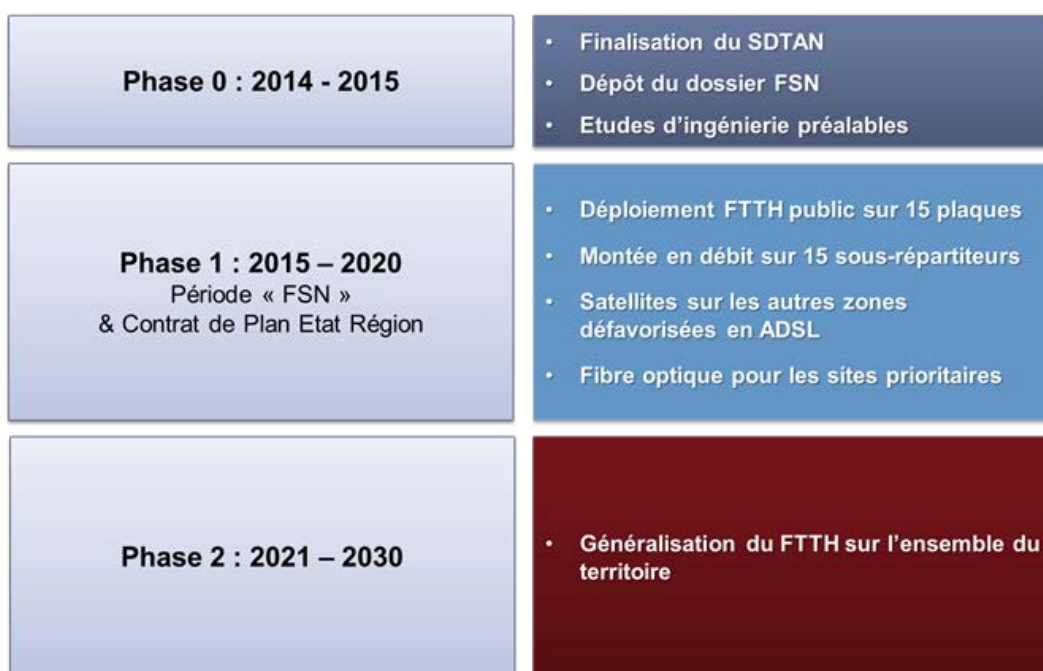 Phase 0 : 2014 - 2015
• Finalisation du SDTAN
• Dépôt du dossier FSN
• Etudes d’ingénierie préalables
Phase 1 : 2015 – 2020
Période « FSN »
& Contrat de Plan Etat Région
• Déploiement FTTH public sur 15 plaques
• Montée en débit sur 15 sous-répartiteurs
• Satellites sur les autres zones
défavorisées en ADSL
• Fibre optique pour les sites prioritaires
Phase 2 : 2021 – 2030
• Généralisation du FTTH sur l’ensemble du
territoire